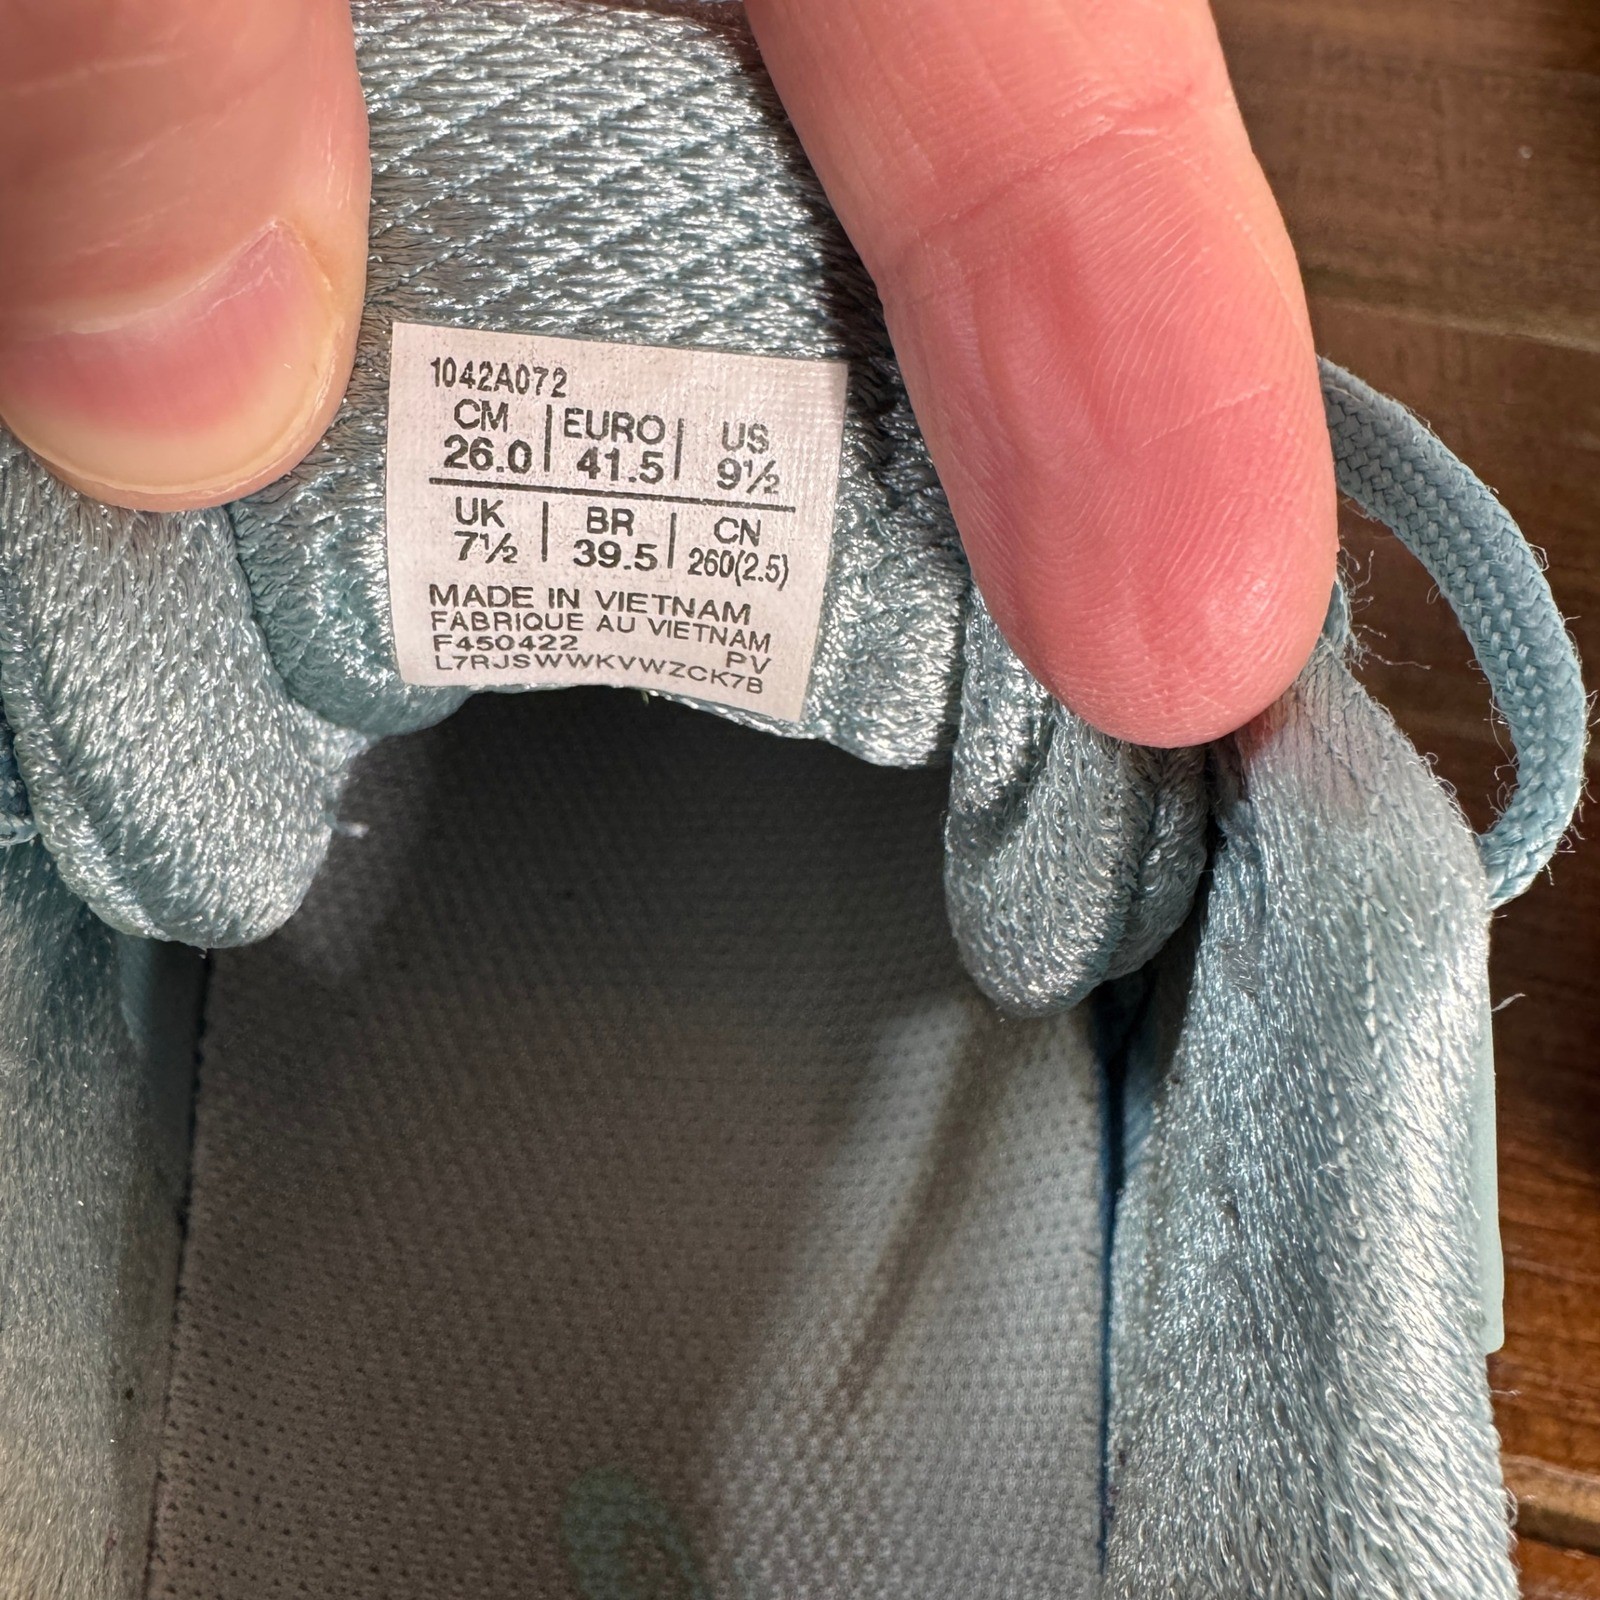 1042A072
CM | EURO | US
26.0 | 41.5 | 9½
UK | BR | CN
7½ | 39.5 | 260(2.5)
MADE IN VIETNAM
FABRIQUE AU VIETNAM
F450422 PV
L7RJSWWKVWZCK7B